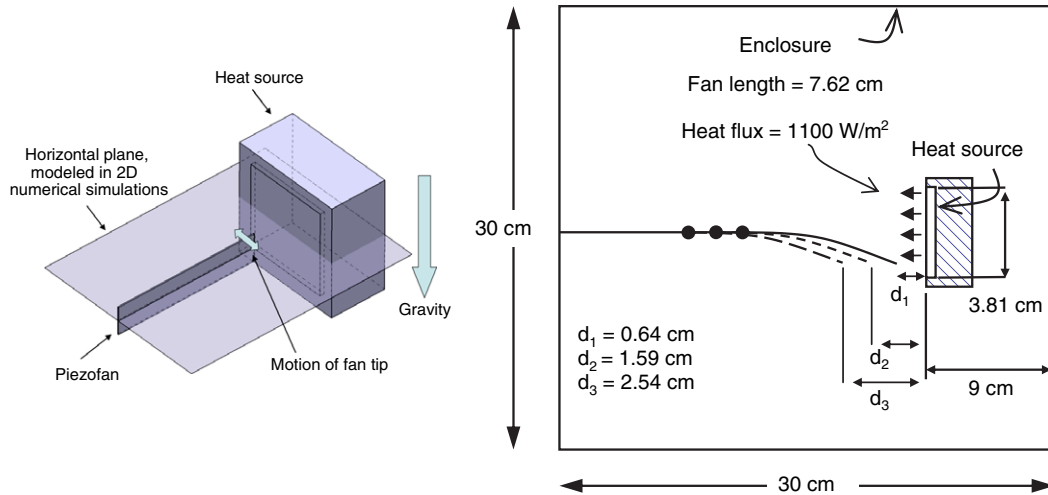 Heat source
Horizontal plane,
modeled in 2D
numerical simulations
Gravity
Motion of fan tip
Piezofan
30 cm
Enclosure
Fan length = 7.62 cm
Heat flux = 1100 W/m²
Heat source
d₁
3.81 cm
d₁ = 0.64 cm
d₂ = 1.59 cm
d₃ = 2.54 cm
d₂
9 cm
d₃
30 cm